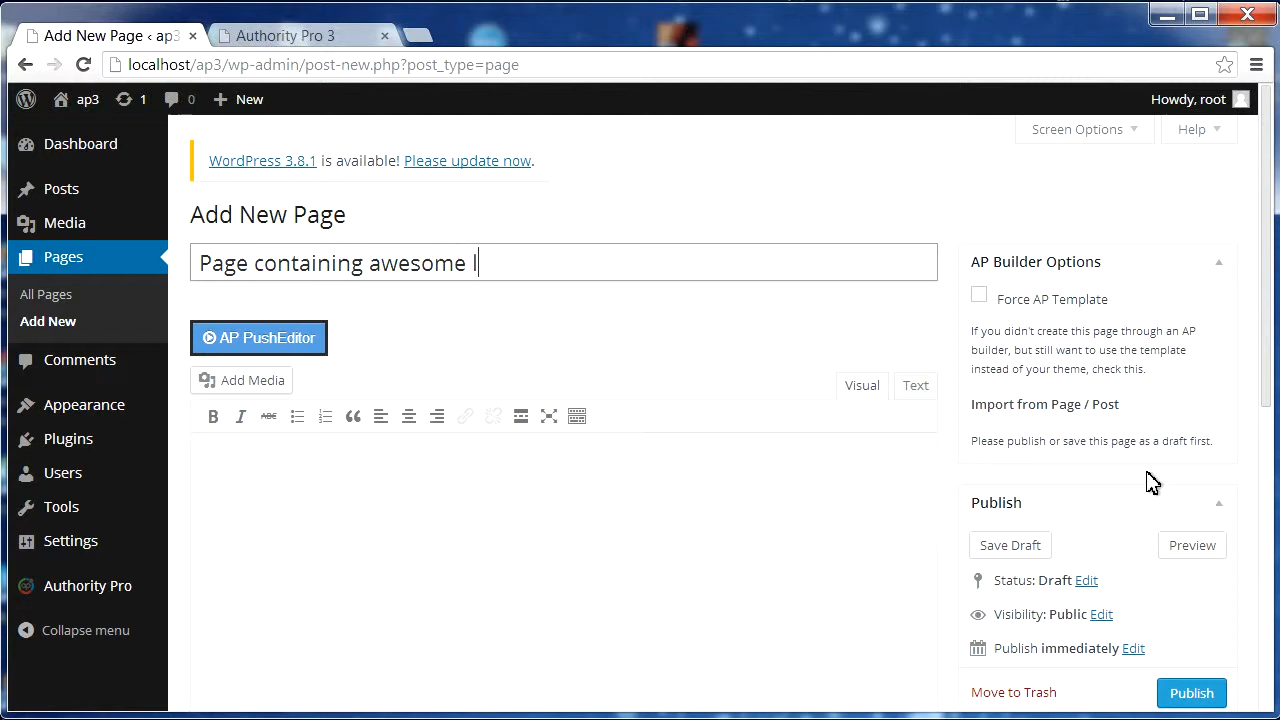 Add New Page ‹ ap3
Authority Pro 3
localhost/ap3/wp-admin/post-new.php?post_type=page
ap3
1
0
New
Howdy, root
Screen Options
Help
Dashboard
Posts
Media
Pages
All Pages
Add New
Comments
Appearance
Plugins
Users
Tools
Settings
Authority Pro
Collapse menu
WordPress 3.8.1 is available! Please update now.
Add New Page
Page containing awesome l
AP PushEditor
Add Media
Visual
Text
B I ABC
AP Builder Options
Force AP Template
If you didn't create this page through an AP
builder, but still want to use the template
instead of your theme, check this.
Import from Page / Post
Please publish or save this page as a draft first.
Publish
Save Draft
Preview
Status: Draft Edit
Visibility: Public Edit
Publish immediately Edit
Move to Trash
Publish